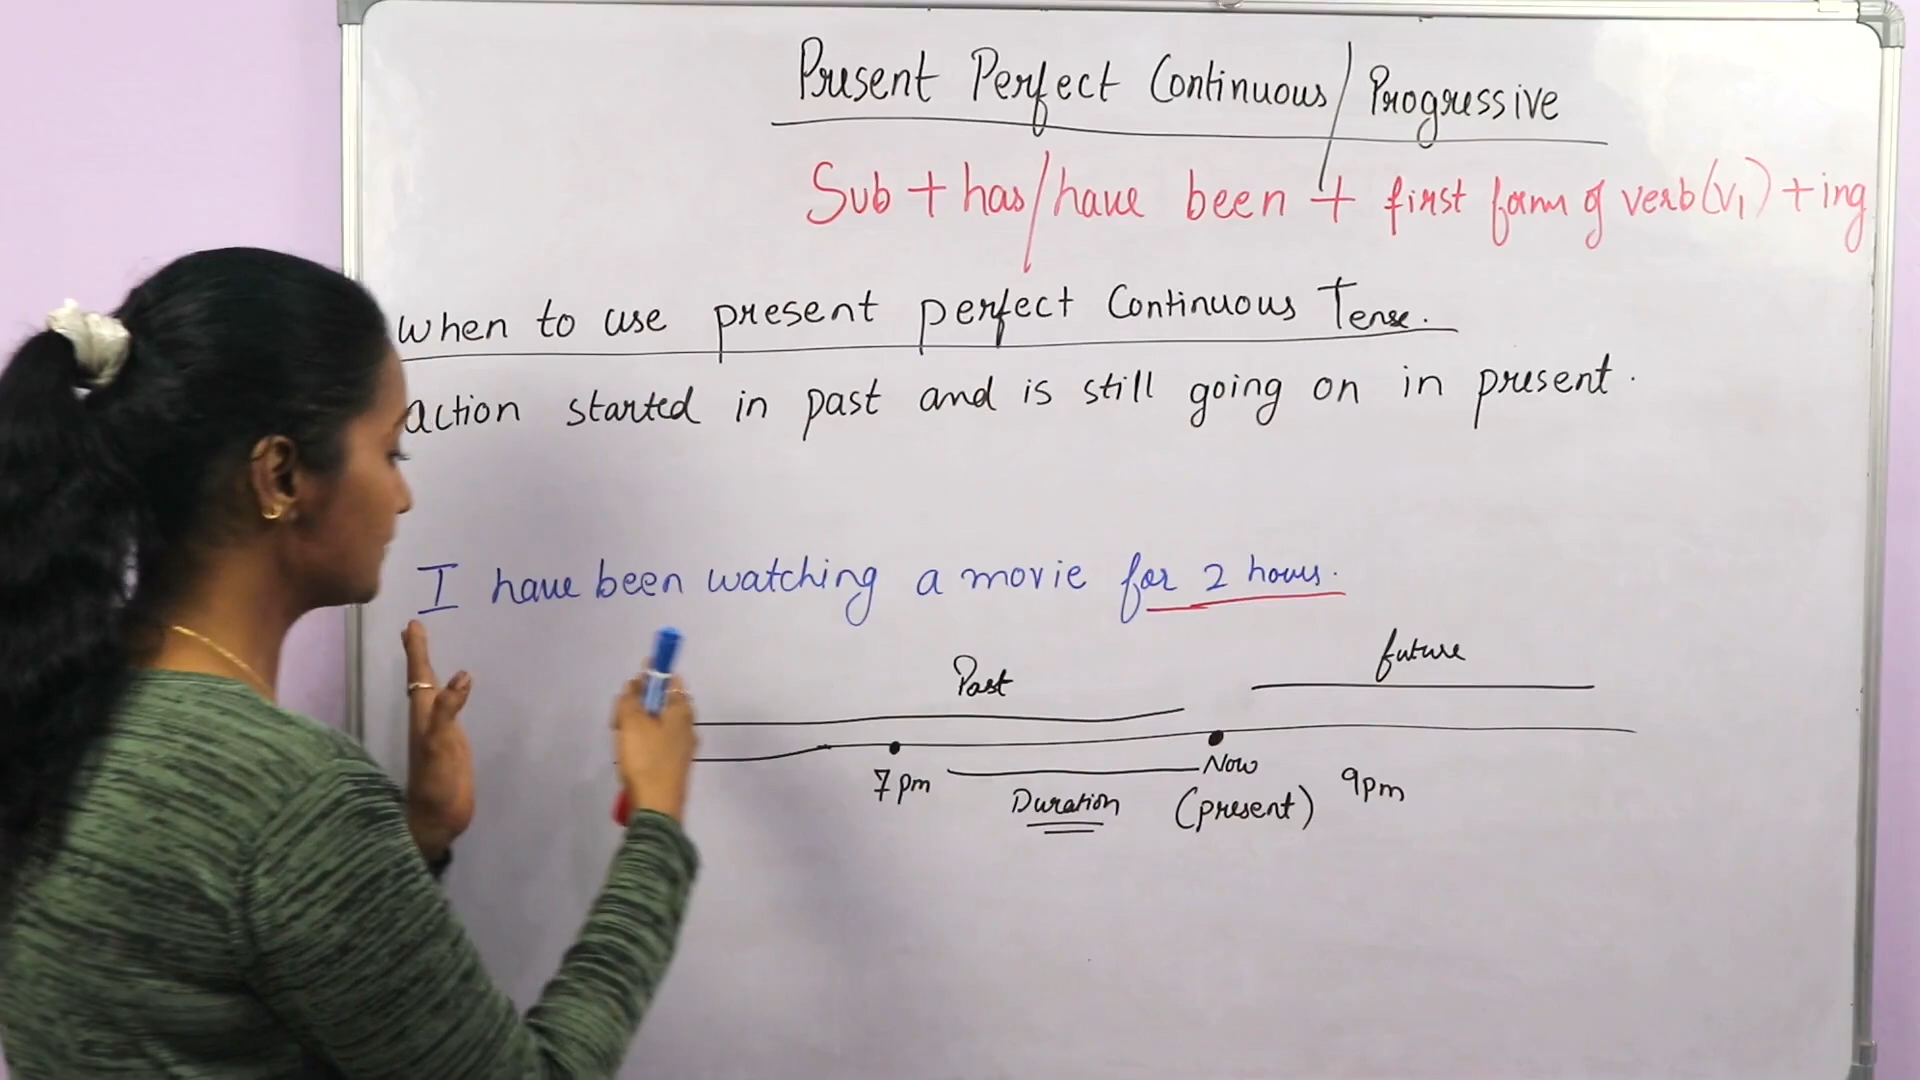 Present Perfect Continuous / Progressive
Sub + has/have been + first form of verb (V1) + ing
When to use present perfect Continuous Tense.
action started in past and is still going on in present.
I have been watching a movie for 2 hours.
Past
future
7pm
Now
9pm
Duration
(present)